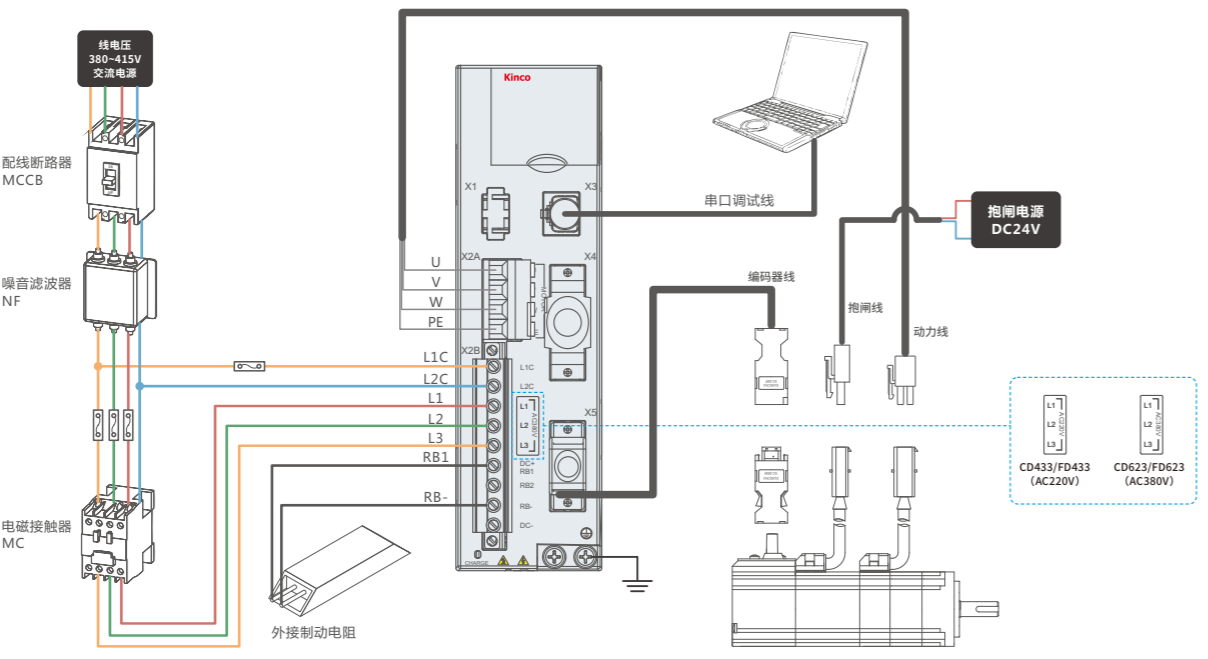 线电压
380~415V
交流电源
配线断路器
MCCB
噪音滤波器
NF
电磁接触器
MC
Kinco
X1
X3
X2A
X4
U
V
W
PE
MOTOR
X2B
L1C
L2C
L1
L2
L3
RB1
RB-
L1C
L2C
L1
L2
L3
AC380V
DC+
RB1
RB2
RB-
DC-
X5
CHARGE
外接制动电阻
串口调试线
编码器线
抱闸线
动力线
抱闸电源
DC24V
L1
L2
L3
AC220V
CD433/FD433
（AC220V）
L1
L2
L3
AC380V
CD623/FD623
（AC380V）